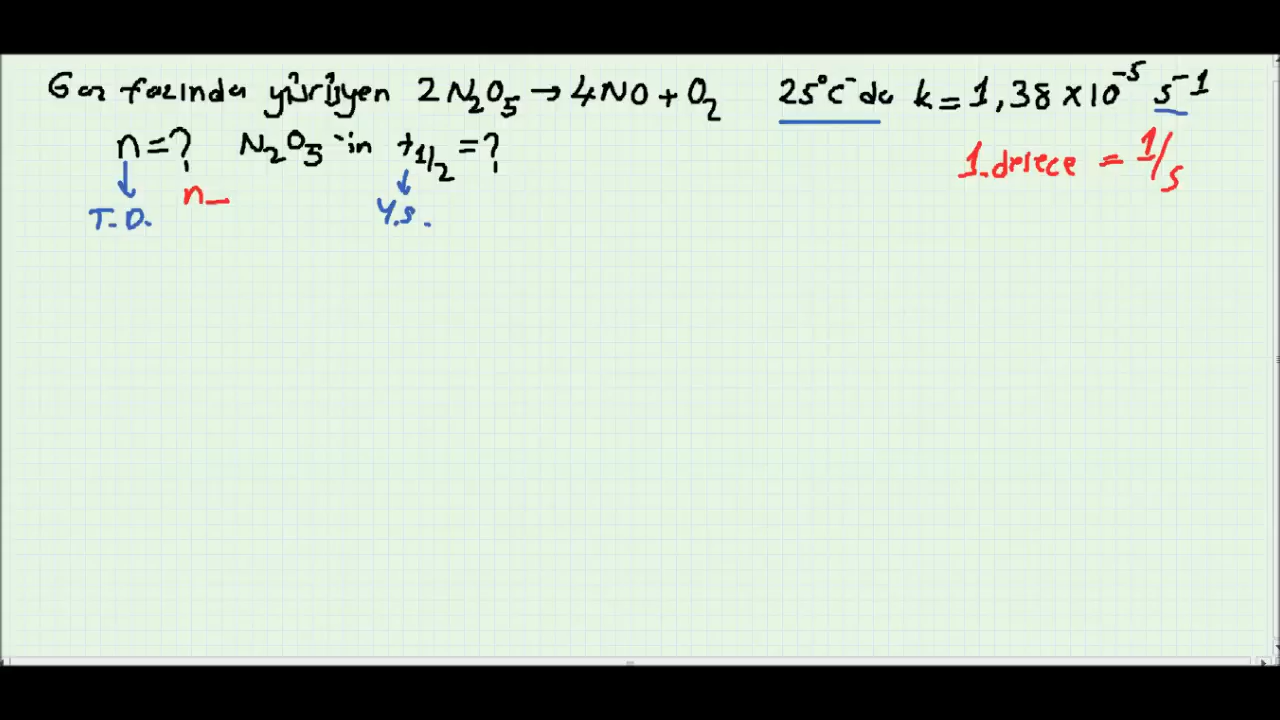 Gaz fazında yürüyen 2N₂O₅ → 4NO + O₂ 25°C'da k = 1,38 × 10⁻⁵ s⁻¹
n = ? N₂O₅'in t₁/₂ = ?
1. derece = 1/s
n_
T.D. Y.S.